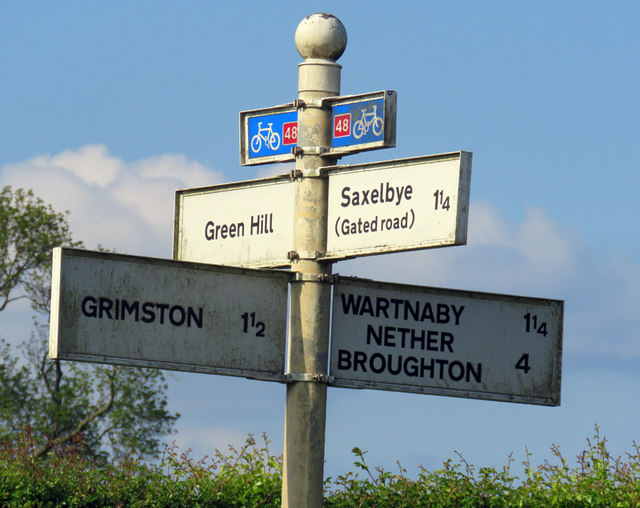 48
48
Green Hill
Saxelbye 1¼
(Gated road)
GRIMSTON 1½
WARTNABY 1¼
NETHER
BROUGHTON 4